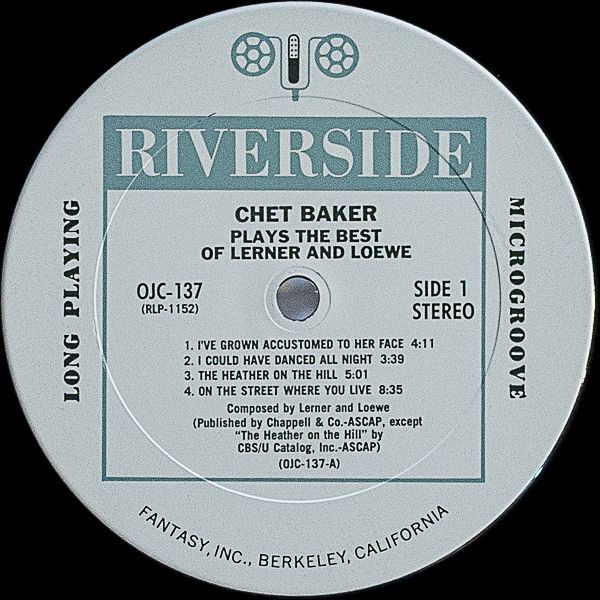 RIVERSIDE
LONG PLAYING
MICROGROOVE
CHET BAKER
PLAYS THE BEST
OF LERNER AND LOEWE
OJC-137
(RLP-1152)
SIDE 1
STEREO
1. I'VE GROWN ACCUSTOMED TO HER FACE 4:11
2. I COULD HAVE DANCED ALL NIGHT 3:39
3. THE HEATHER ON THE HILL 5:01
4. ON THE STREET WHERE YOU LIVE 8:35
Composed by Lerner and Loewe
(Published by Chappell & Co.-ASCAP, except
"The Heather on the Hill" by
CBS/U Catalog, Inc.-ASCAP)
(OJC-137-A)
FANTASY, INC., BERKELEY, CALIFORNIA